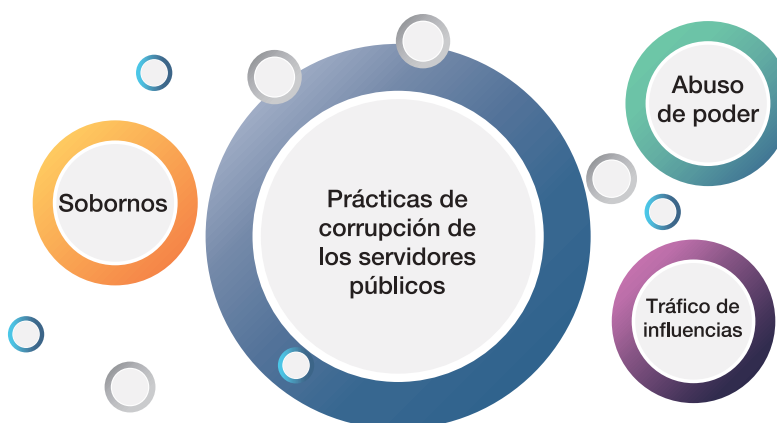 Sobornos
Prácticas de
corrupción de
los servidores
públicos
Abuso
de poder
Tráfico de
influencias